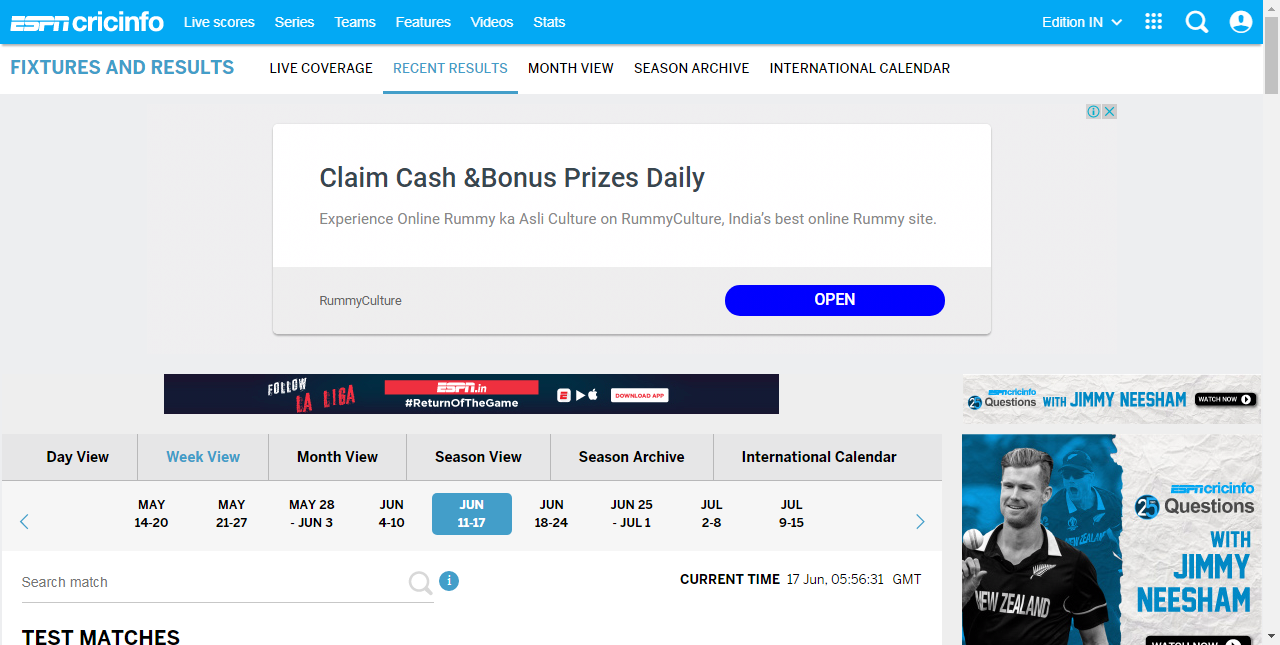 ESPN cricinfo Live scores Series Teams Features Videos Stats Edition IN
FIXTURES AND RESULTS LIVE COVERAGE RECENT RESULTS MONTH VIEW SEASON ARCHIVE INTERNATIONAL CALENDAR
Claim Cash &Bonus Prizes Daily
Experience Online Rummy ka Asli Culture on RummyCulture, India's best online Rummy site.
RummyCulture OPEN
FOLLOW
LA LIGA
ESPN.in
#ReturnOfTheGame
DOWNLOAD APP
ESPN cricinfo
25 Questions WITH JIMMY NEESHAM WATCH NOW
Day View Week View Month View Season View Season Archive International Calendar
MAY 14-20
MAY 21-27
MAY 28 - JUN 3
JUN 4-10
JUN 11-17
JUN 18-24
JUN 25 - JUL 1
JUL 2-8
JUL 9-15
Search match i CURRENT TIME 17 Jun, 05:56:31 GMT
TEST MATCHES
ESPN cricinfo
25 Questions
WITH
JIMMY
NEESHAM
WATCH NOW
NEW ZEALAND
NEW ZEALAND